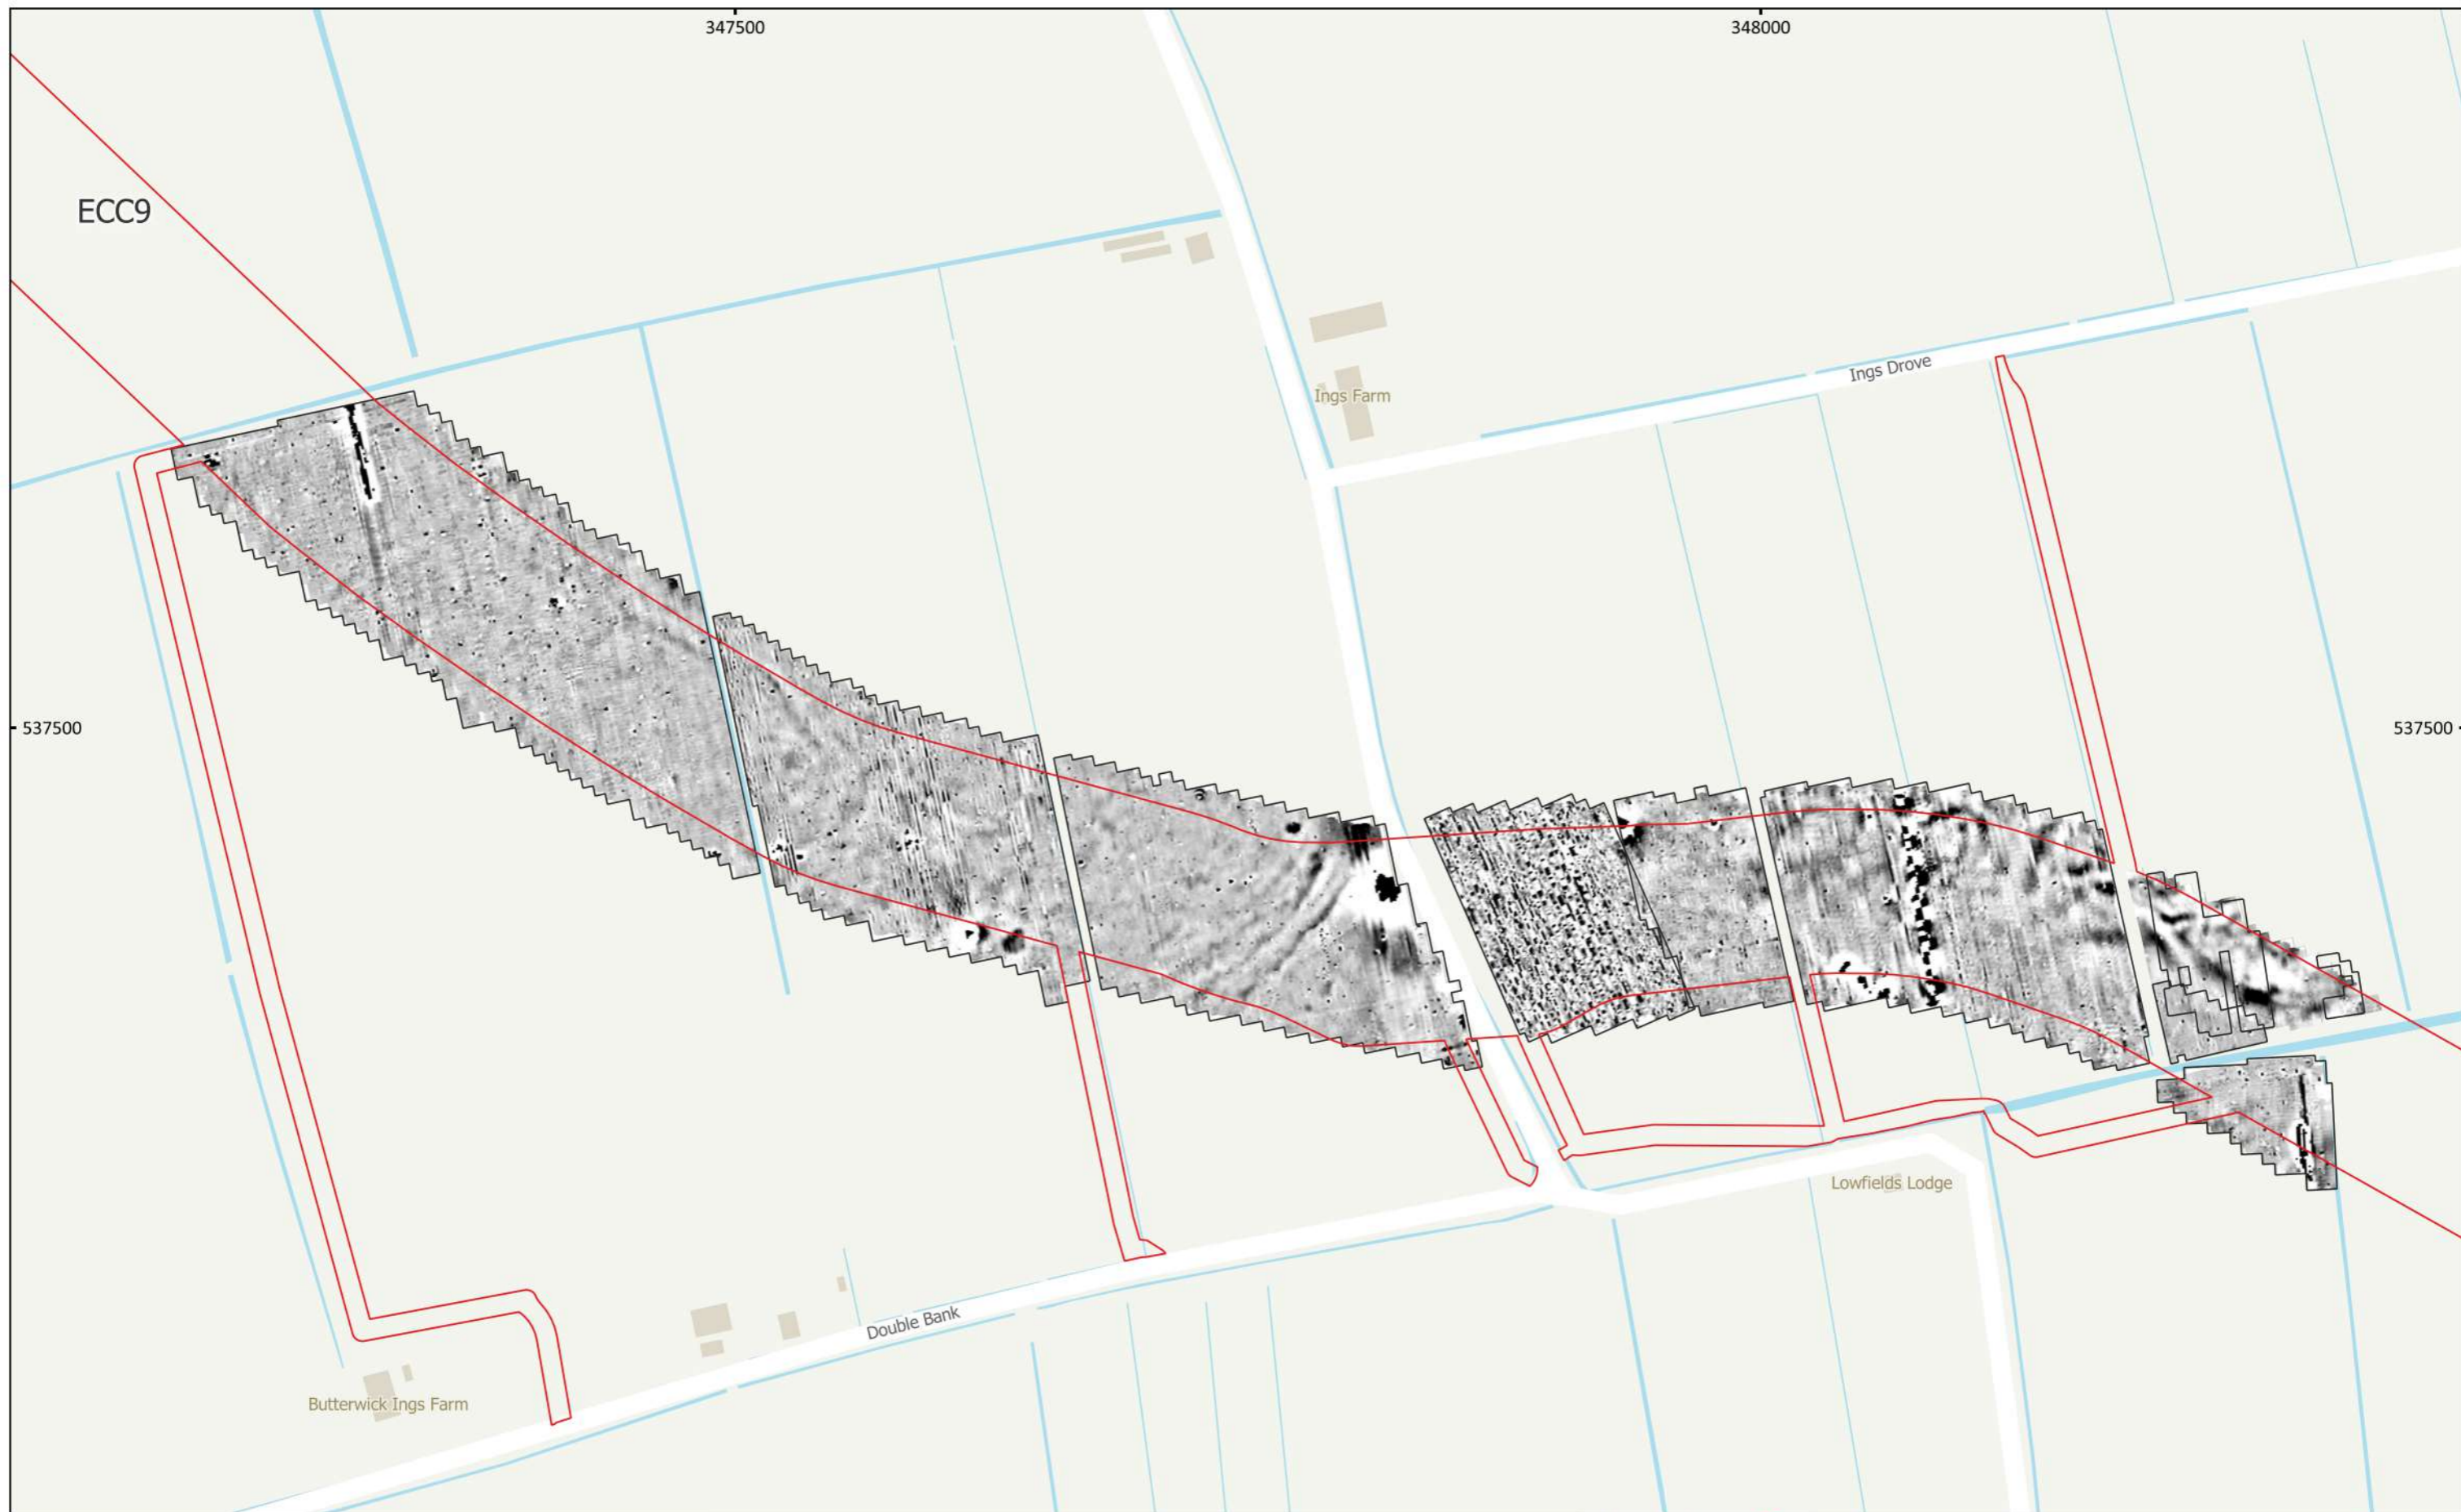 347500
348000
ECC9
Ings Drove
Ings Farm
537500
537500
Lowfields Lodge
Double Bank
Butterwick Ings Farm